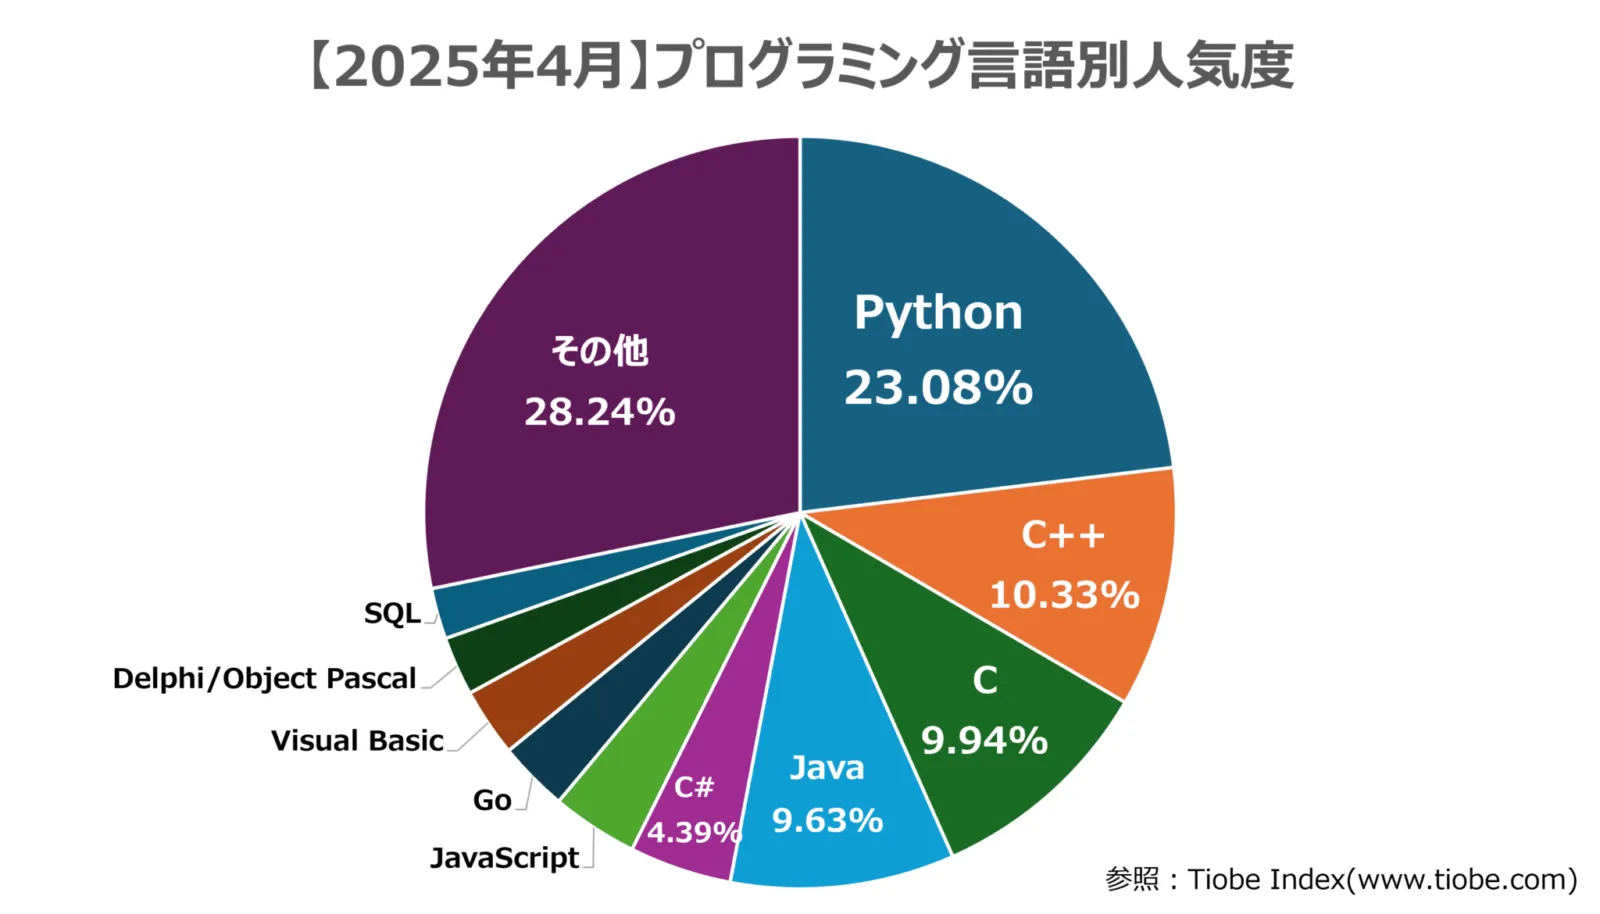 【2025年4月】プログラミング言語別人気度
Python
23.08%
C++
10.33%
C
9.94%
Java
9.63%
C#
4.39%
JavaScript
Go
Visual Basic
Delphi/Object Pascal
SQL
その他
28.24%
参照：Tiobe Index(www.tiobe.com)